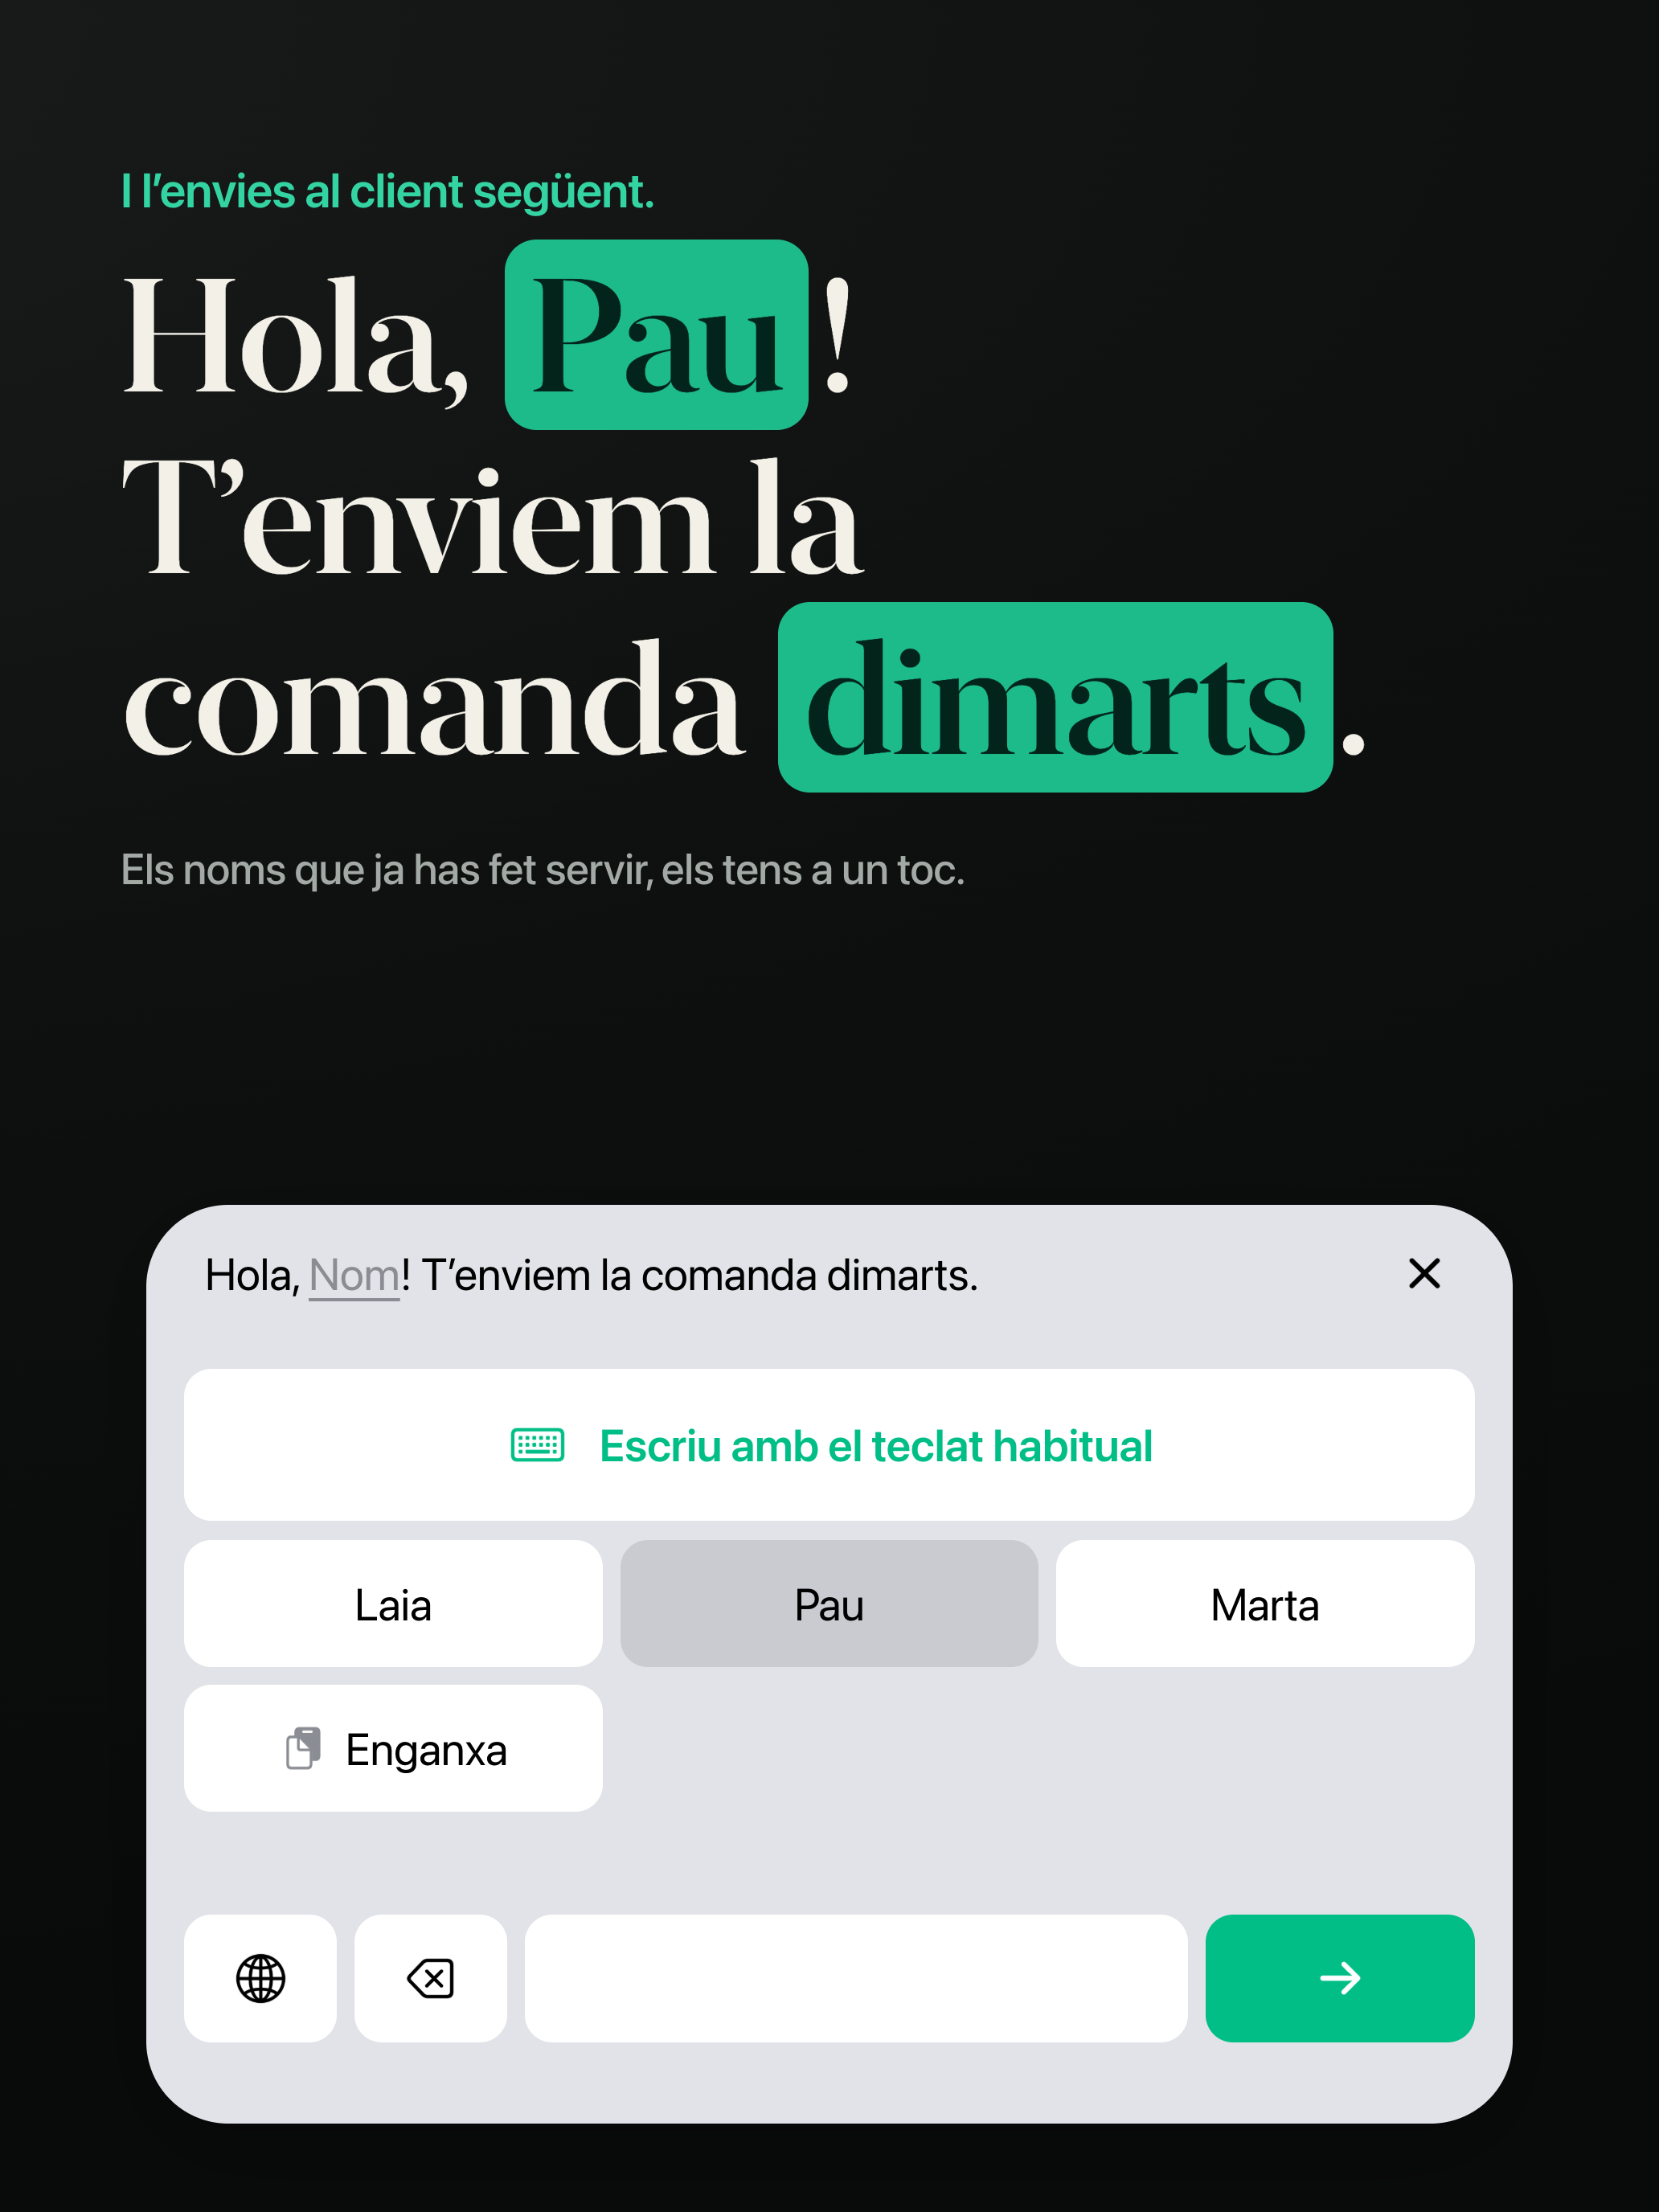 I l’envies al client següent.
Hola, Pau!
T’enviem la
comanda dimarts.
Els noms que ja has fet servir, els tens a un toc.
Hola, Nom! T’enviem la comanda dimarts.
Escriu amb el teclat habitual
Laia
Pau
Marta
Enganxa